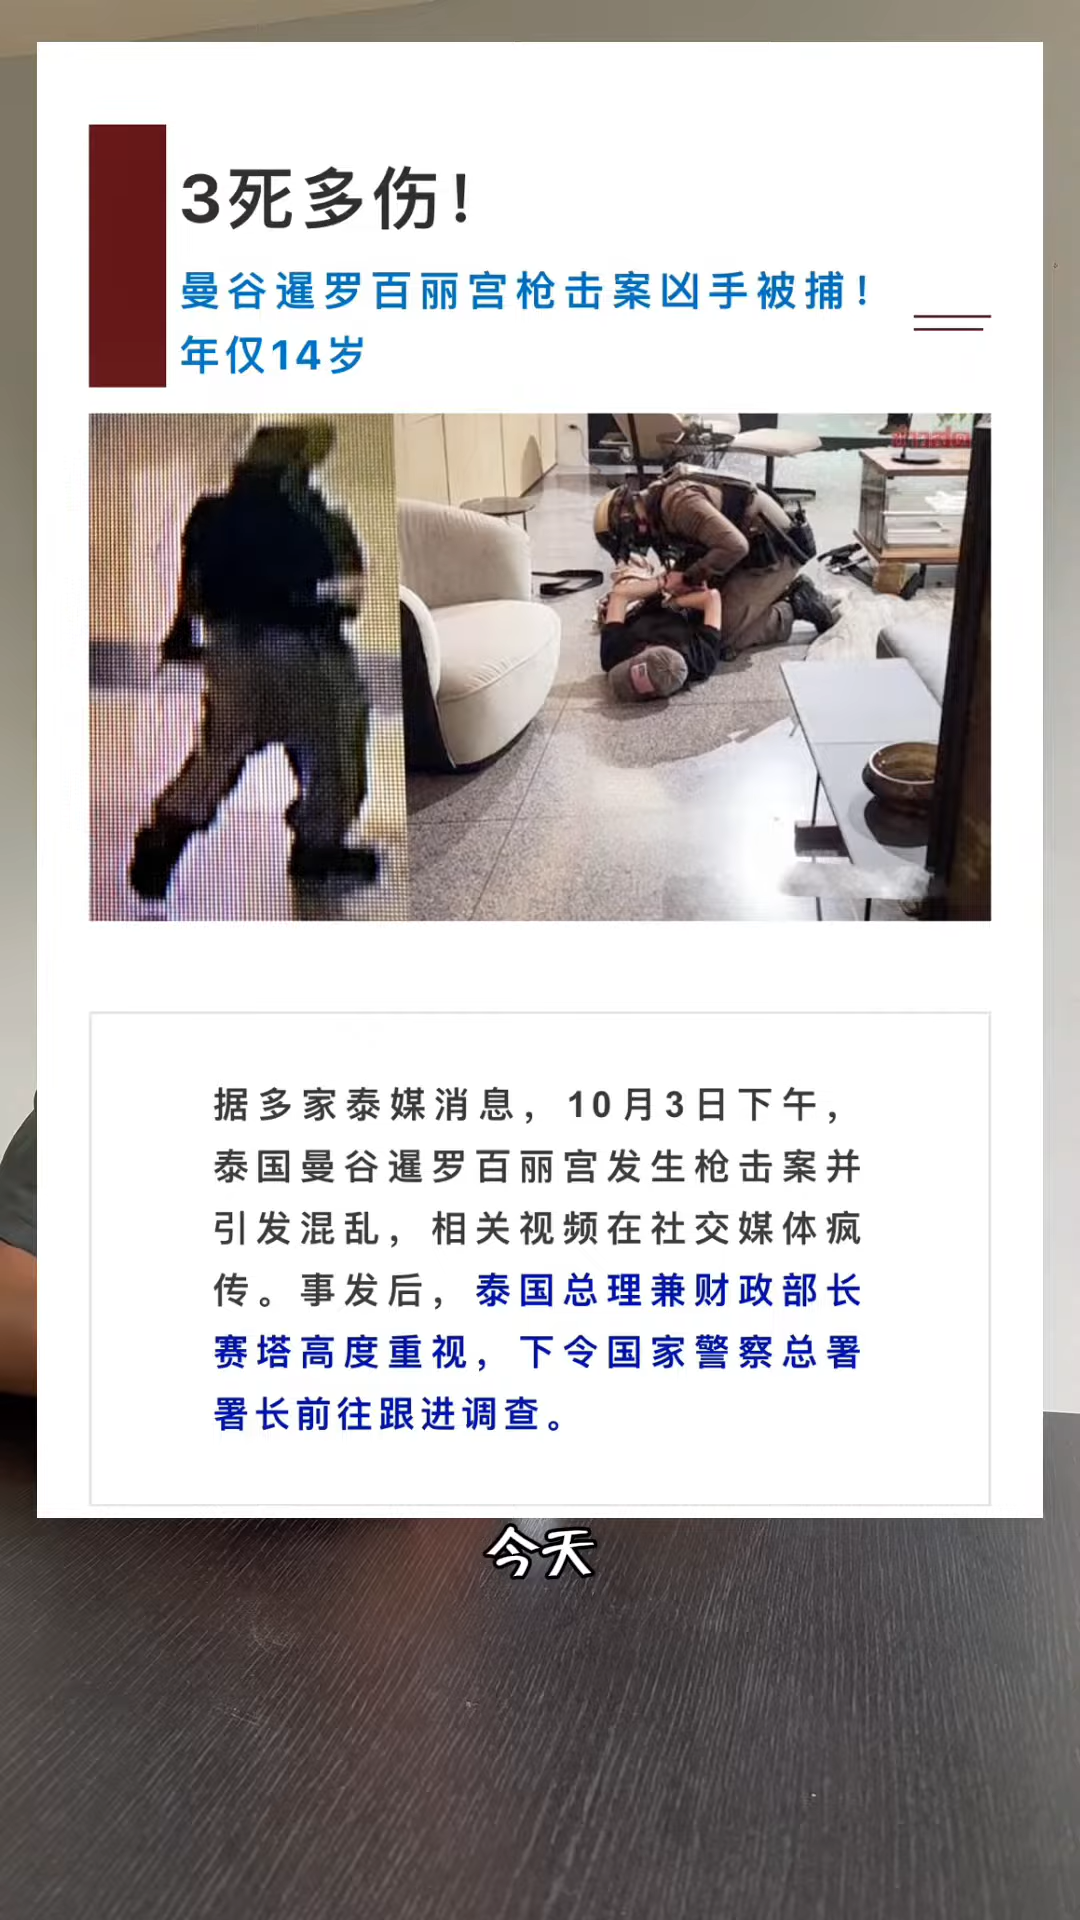 3死多伤！
曼谷暹罗百丽宫枪击案凶手被捕！
年仅14岁
据多家泰媒消息，10月3日下午，
泰国曼谷暹罗百丽宫发生枪击案并
引发混乱，相关视频在社交媒体疯
传。事发后，泰国总理兼财政部长
赛塔高度重视，下令国家警察总署
署长前往跟进调查。
今天